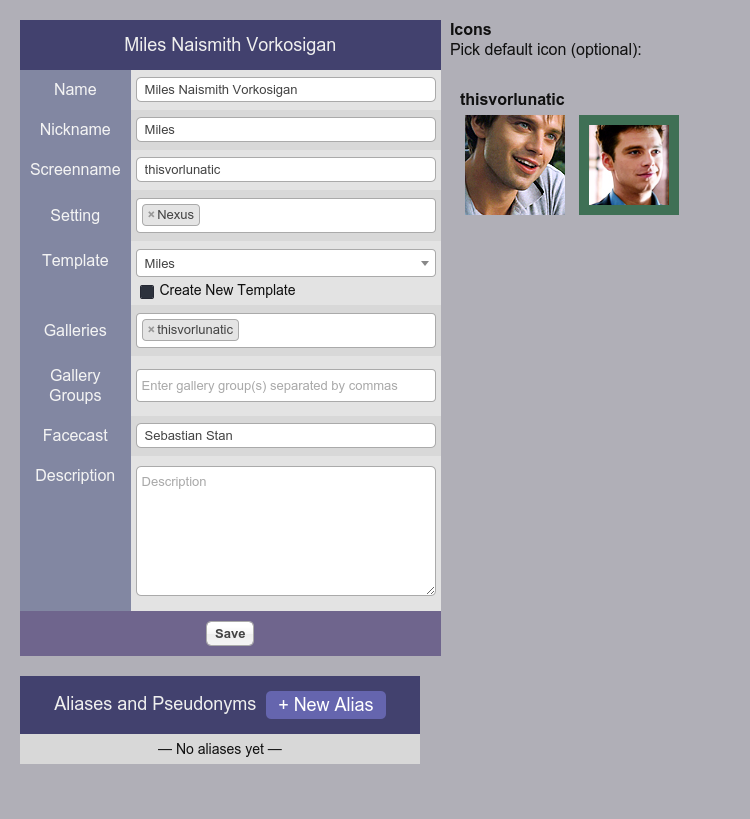 Miles Naismith Vorkosigan
Name
Miles Naismith Vorkosigan
Nickname
Miles
Screenname
thisvorlunatic
Setting
× Nexus
Template
Miles
Create New Template
Galleries
× thisvorlunatic
Gallery
Groups
Enter gallery group(s) separated by commas
Facecast
Sebastian Stan
Description
Description
Save
Aliases and Pseudonyms + New Alias
— No aliases yet —
Icons
Pick default icon (optional):
thisvorlunatic